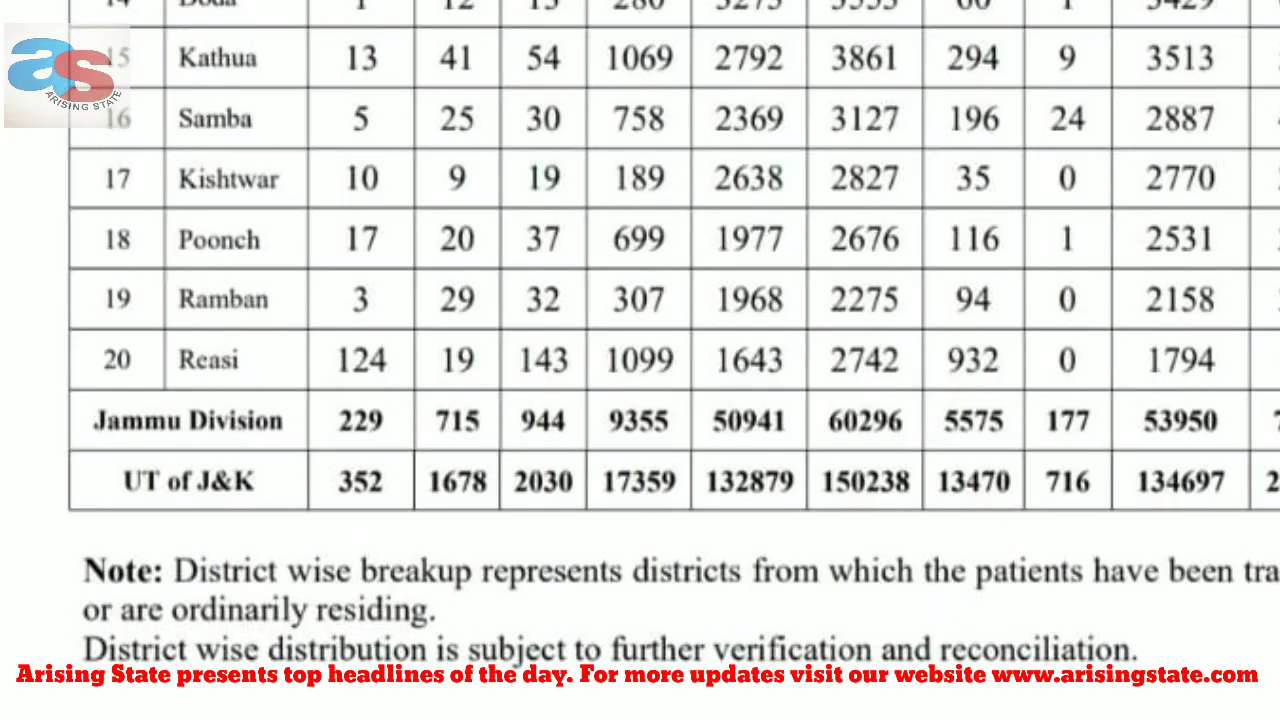 15 Kathua 13 41 54 1069 2792 3861 294 9 3513
16 Samba 5 25 30 758 2369 3127 196 24 2887
17 Kishtwar 10 9 19 189 2638 2827 35 0 2770
18 Poonch 17 20 37 699 1977 2676 116 1 2531
19 Ramban 3 29 32 307 1968 2275 94 0 2158
20 Reasi 124 19 143 1099 1643 2742 932 0 1794
Jammu Division 229 715 944 9355 50941 60296 5575 177 53950
UT of J&K 352 1678 2030 17359 132879 150238 13470 716 134697
Note: District wise breakup represents districts from which the patients have been tra
or are ordinarily residing.
District wise distribution is subject to further verification and reconciliation.
Arising State presents top headlines of the day. For more updates visit our website www.arisingstate.com
as
ARISING STATE